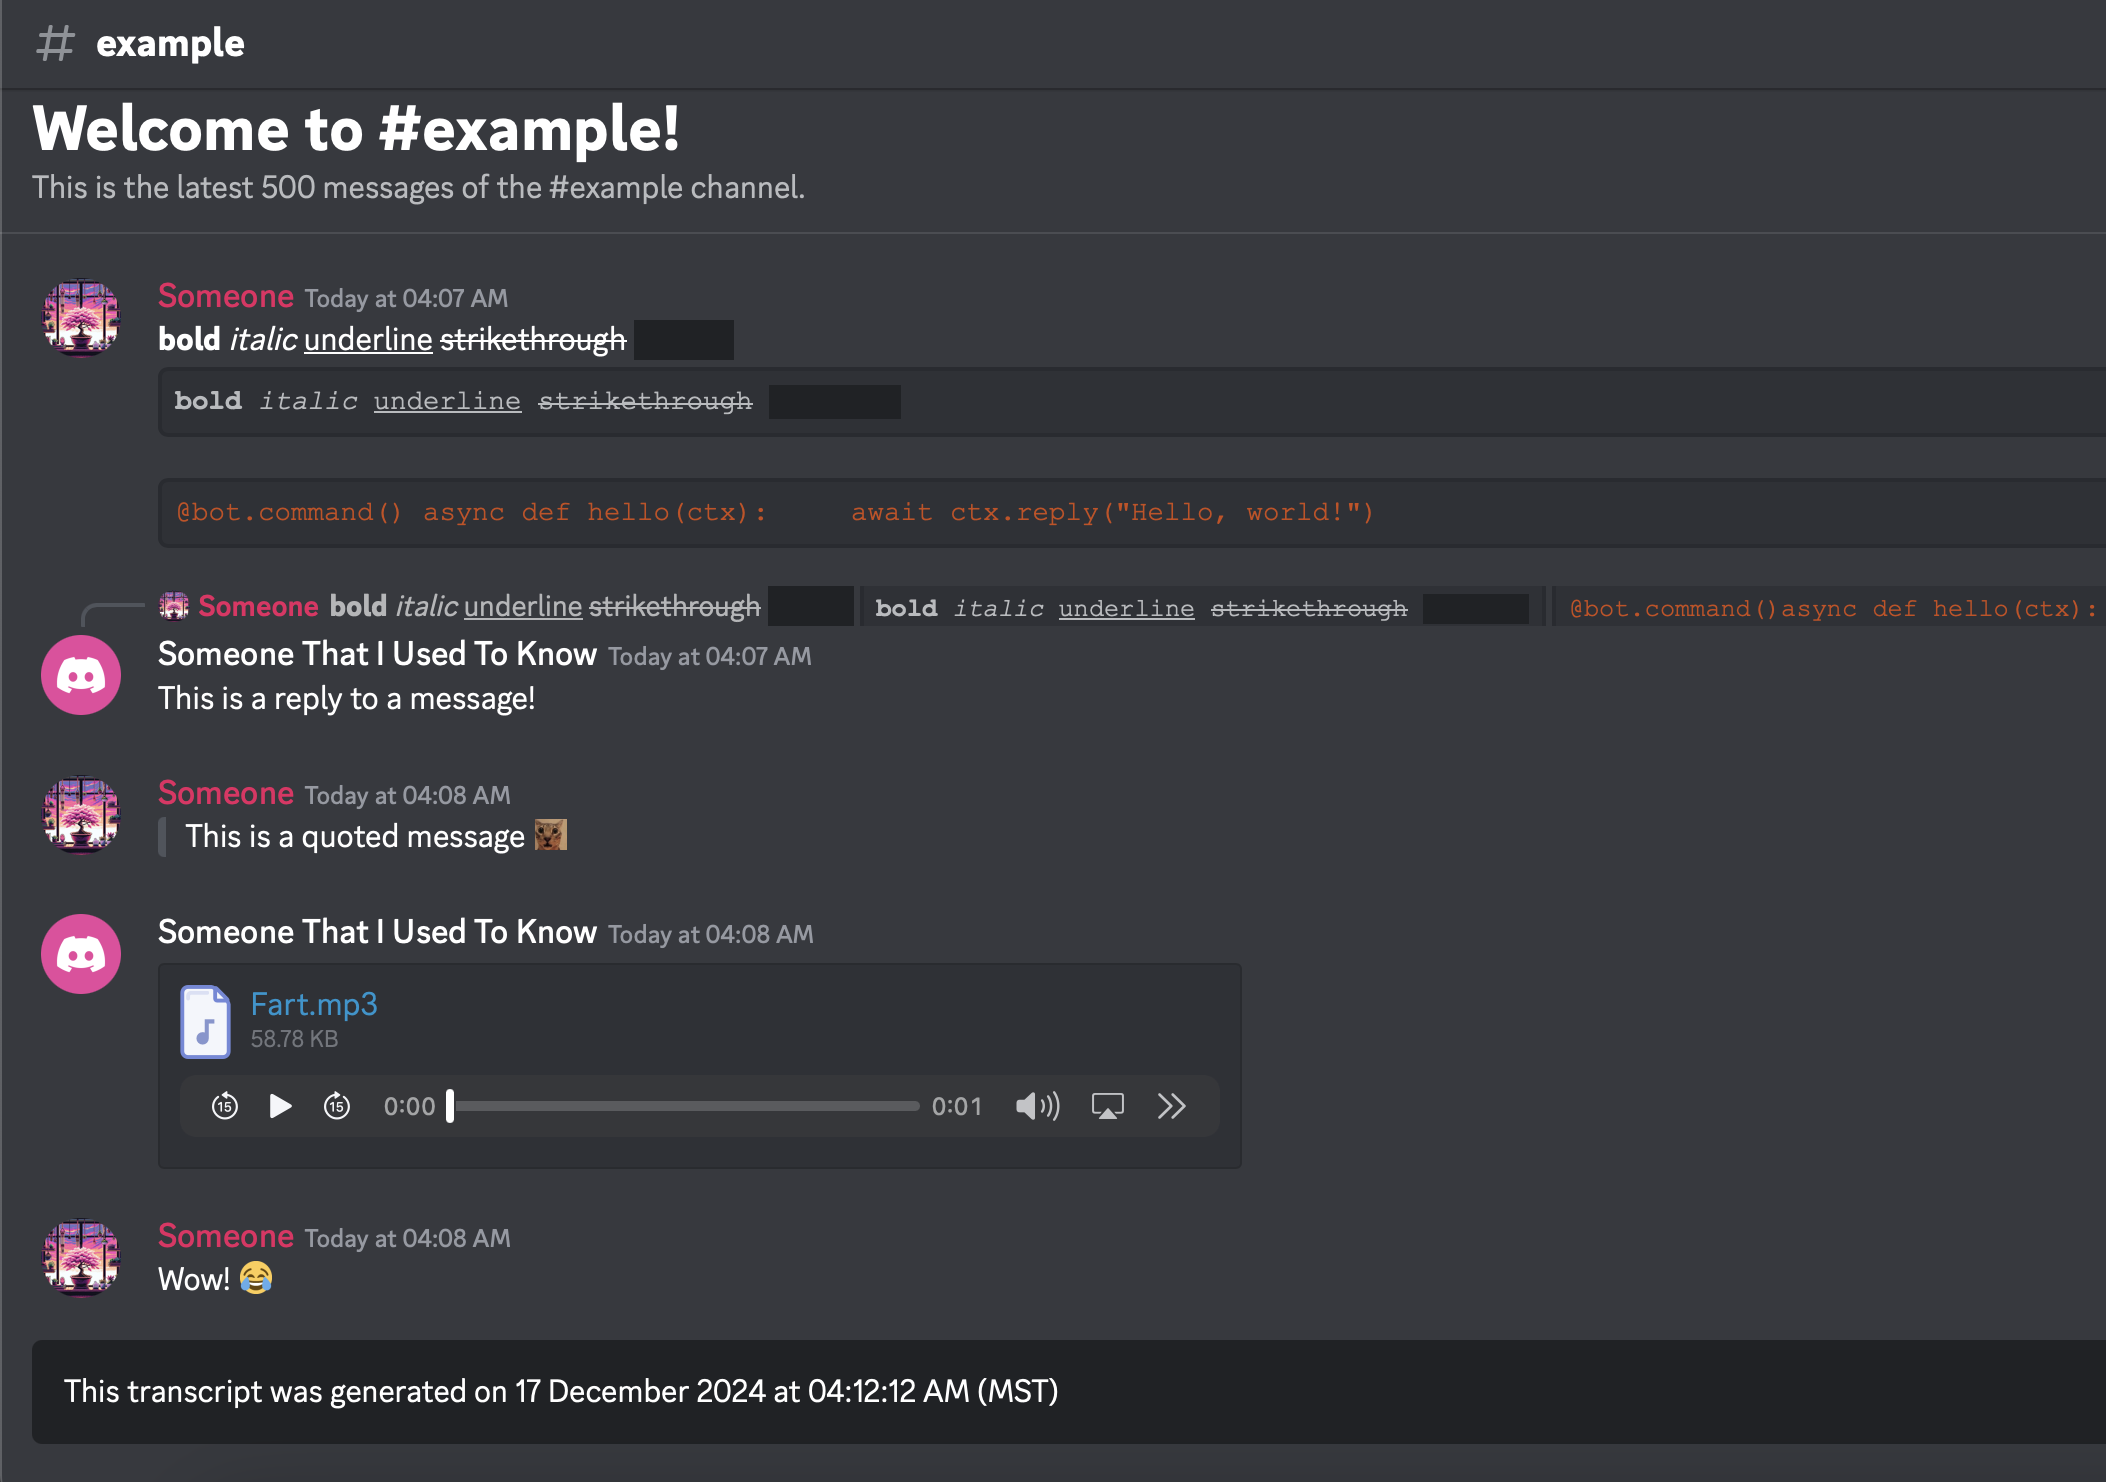 # example
Welcome to #example!
This is the latest 500 messages of the #example channel.
Someone Today at 04:07 AM
bold italic underline strikethrough
bold italic underline strikethrough
@bot.command() async def hello(ctx):     await ctx.reply("Hello, world!")
Someone bold italic underline strikethrough bold italic underline strikethrough @bot.command()async def hello(ctx):
Someone That I Used To Know Today at 04:07 AM
This is a reply to a message!
Someone Today at 04:08 AM
This is a quoted message
Someone That I Used To Know Today at 04:08 AM
Fart.mp3
58.78 KB
15 15 0:00 0:01
Someone Today at 04:08 AM
Wow! 😂
This transcript was generated on 17 December 2024 at 04:12:12 AM (MST)